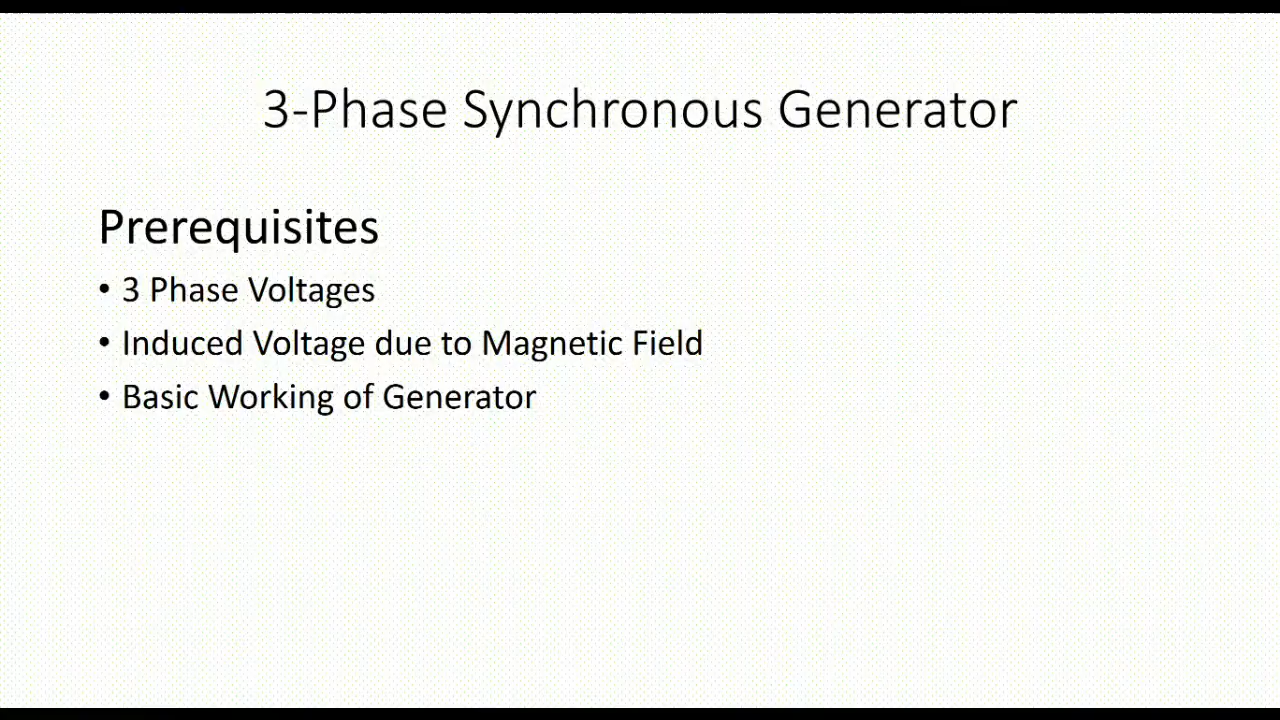 3-Phase Synchronous Generator
Prerequisites
• 3 Phase Voltages
• Induced Voltage due to Magnetic Field
• Basic Working of Generator